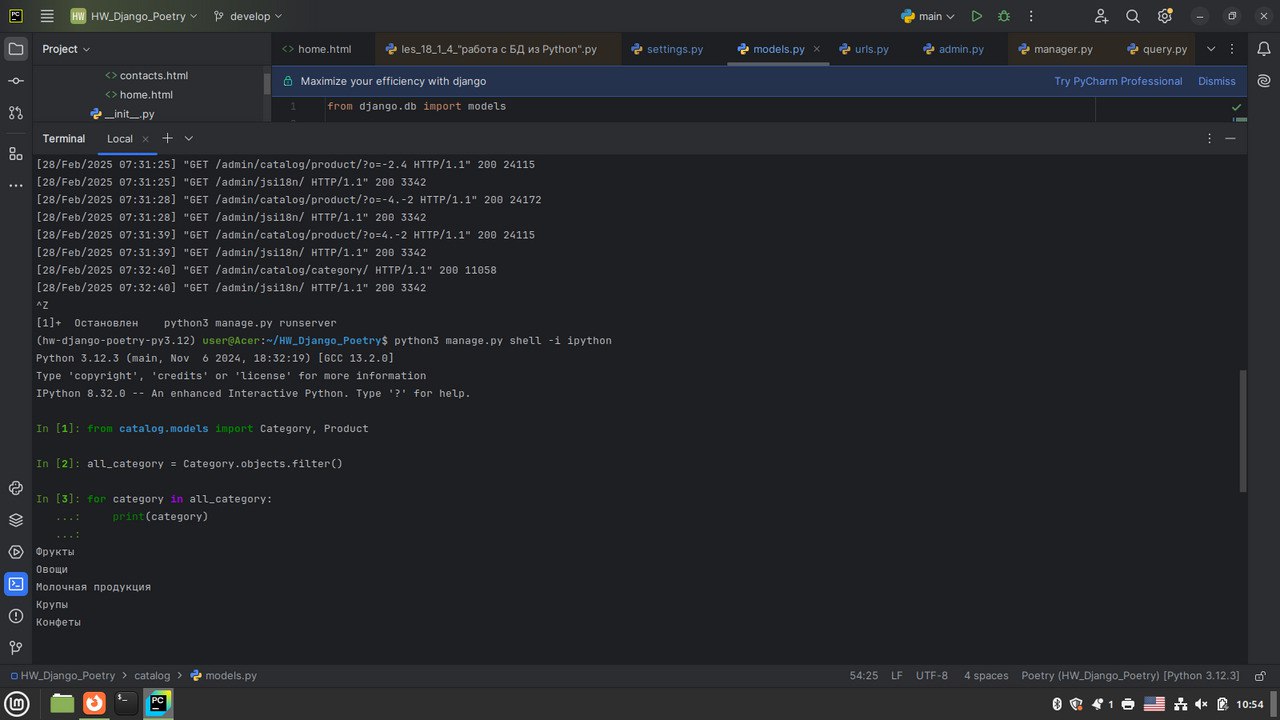 PC HW HW_Django_Poetry develop main
Project
home.html les_18_1_4_"работа с БД из Python".py settings.py models.py urls.py admin.py manager.py query.py
contacts.html
home.html
__init__.py
Maximize your efficiency with django Try PyCharm Professional Dismiss
1 from django.db import models
Terminal Local
[28/Feb/2025 07:31:25] "GET /admin/catalog/product/?o=-2.4 HTTP/1.1" 200 24115
[28/Feb/2025 07:31:25] "GET /admin/jsi18n/ HTTP/1.1" 200 3342
[28/Feb/2025 07:31:28] "GET /admin/catalog/product/?o=-4.-2 HTTP/1.1" 200 24172
[28/Feb/2025 07:31:28] "GET /admin/jsi18n/ HTTP/1.1" 200 3342
[28/Feb/2025 07:31:39] "GET /admin/catalog/product/?o=4.-2 HTTP/1.1" 200 24115
[28/Feb/2025 07:31:39] "GET /admin/jsi18n/ HTTP/1.1" 200 3342
[28/Feb/2025 07:32:40] "GET /admin/catalog/category/ HTTP/1.1" 200 11058
[28/Feb/2025 07:32:40] "GET /admin/jsi18n/ HTTP/1.1" 200 3342
^Z
[1]+  Остановлен    python3 manage.py runserver
(hw-django-poetry-py3.12) user@Acer:~/HW_Django_Poetry$ python3 manage.py shell -i ipython
Python 3.12.3 (main, Nov  6 2024, 18:32:19) [GCC 13.2.0]
Type 'copyright', 'credits' or 'license' for more information
IPython 8.32.0 -- An enhanced Interactive Python. Type '?' for help.
In [1]: from catalog.models import Category, Product
In [2]: all_category = Category.objects.filter()
In [3]: for category in all_category:
   ...:     print(category)
   ...:
Фрукты
Овощи
Молочная продукция
Крупы
Конфеты
HW_Django_Poetry > catalog > models.py 54:25 LF UTF-8 4 spaces Poetry (HW_Django_Poetry) [Python 3.12.3]
PC 1 10:54